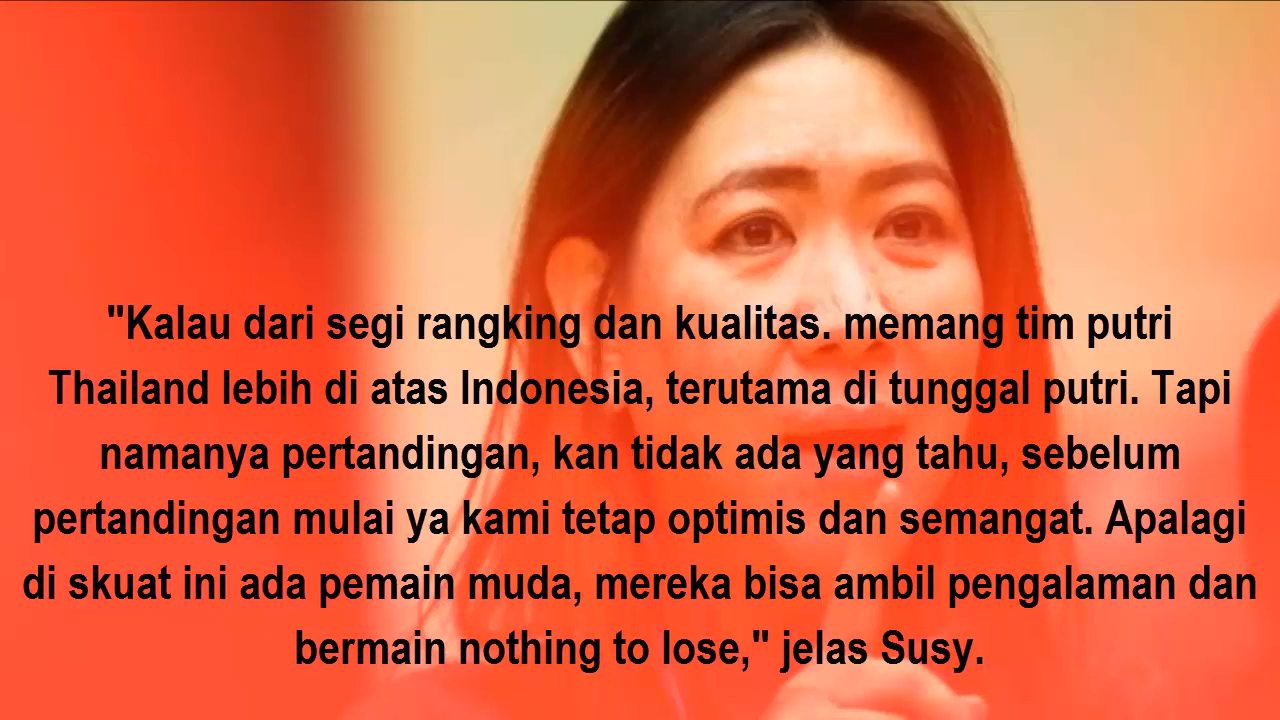 "Kalau dari segi rangking dan kualitas. memang tim putri
Thailand lebih di atas Indonesia, terutama di tunggal putri. Tapi
namanya pertandingan, kan tidak ada yang tahu, sebelum
pertandingan mulai ya kami tetap optimis dan semangat. Apalagi
di skuat ini ada pemain muda, mereka bisa ambil pengalaman dan
bermain nothing to lose," jelas Susy.